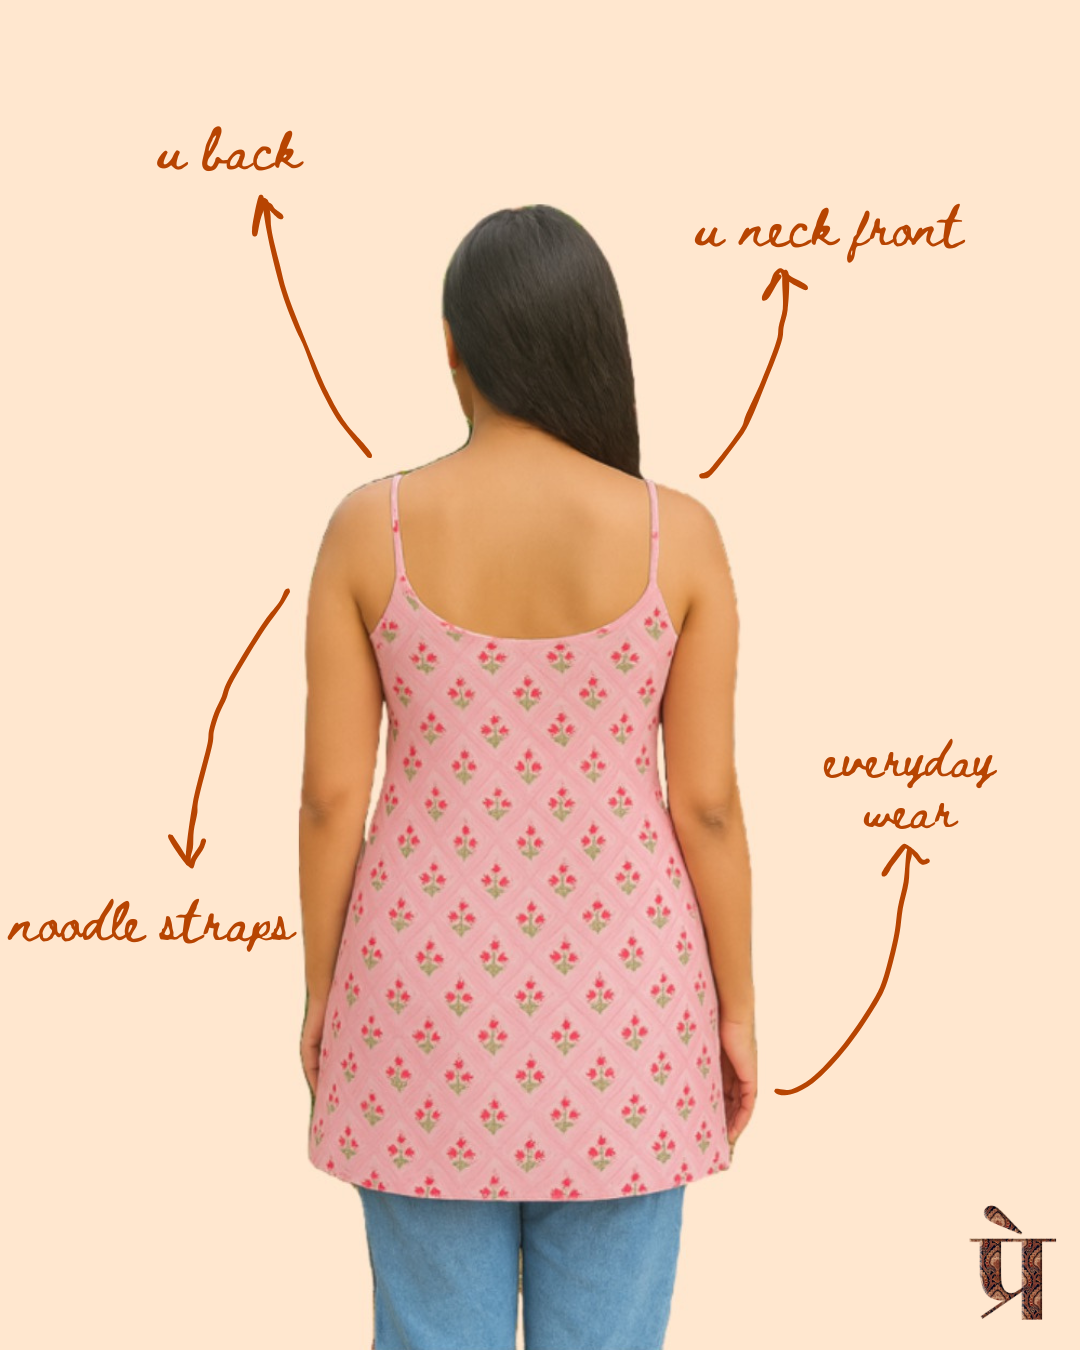 u back
u neck front
everyday
wear
noodle straps
प्रे